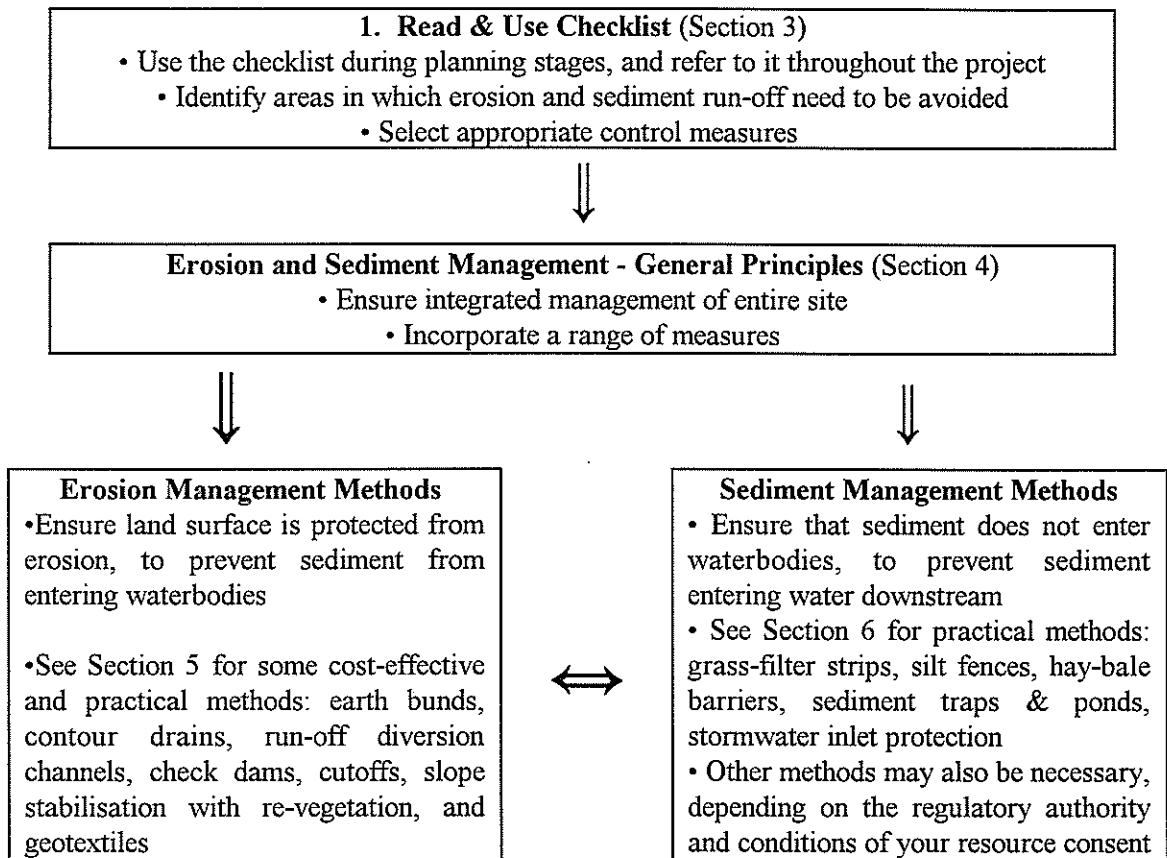 1. Read & Use Checklist (Section 3)
• Use the checklist during planning stages, and refer to it throughout the project
• Identify areas in which erosion and sediment run-off need to be avoided
• Select appropriate control measures
Erosion and Sediment Management - General Principles (Section 4)
• Ensure integrated management of entire site
• Incorporate a range of measures
Erosion Management Methods
•Ensure land surface is protected from
erosion, to prevent sediment from
entering waterbodies
•See Section 5 for some cost-effective
and practical methods: earth bunds,
contour drains, run-off diversion
channels, check dams, cutoffs, slope
stabilisation with re-vegetation, and
geotextiles
Sediment Management Methods
• Ensure that sediment does not enter
waterbodies, to prevent sediment
entering water downstream
• See Section 6 for practical methods:
grass-filter strips, silt fences, hay-bale
barriers, sediment traps & ponds,
stormwater inlet protection
• Other methods may also be necessary,
depending on the regulatory authority
and conditions of your resource consent